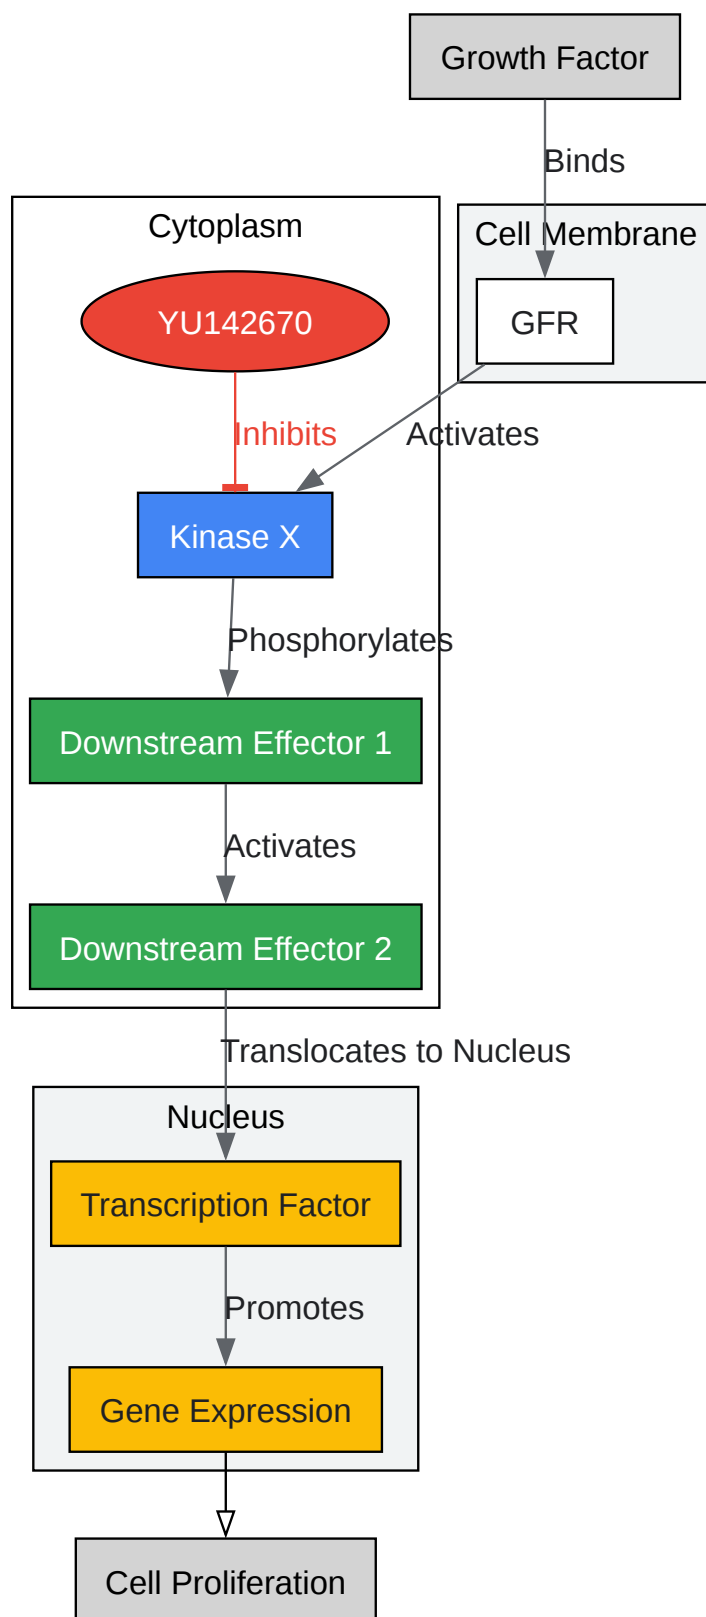 Growth Factor
Binds
Cytoplasm
Cell Membrane
YU142670
GFR
Inhibits
Activates
Kinase X
Phosphorylates
Downstream Effector 1
Activates
Downstream Effector 2
Translocates to Nucleus
Nucleus
Transcription Factor
Promotes
Gene Expression
Cell Proliferation